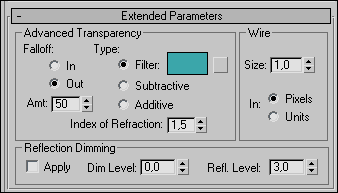 - Extended Parameters
Advanced Transparency
Wire
Falloff: Type:
In
Filter:
Size: 1,0
Out
Subtractive
Amt: 50
Additive
In: Pixels
Units
Index of Refraction: 1,5
Reflection Dimming
Apply Dim Level: 0,0 Refl. Level: 3,0